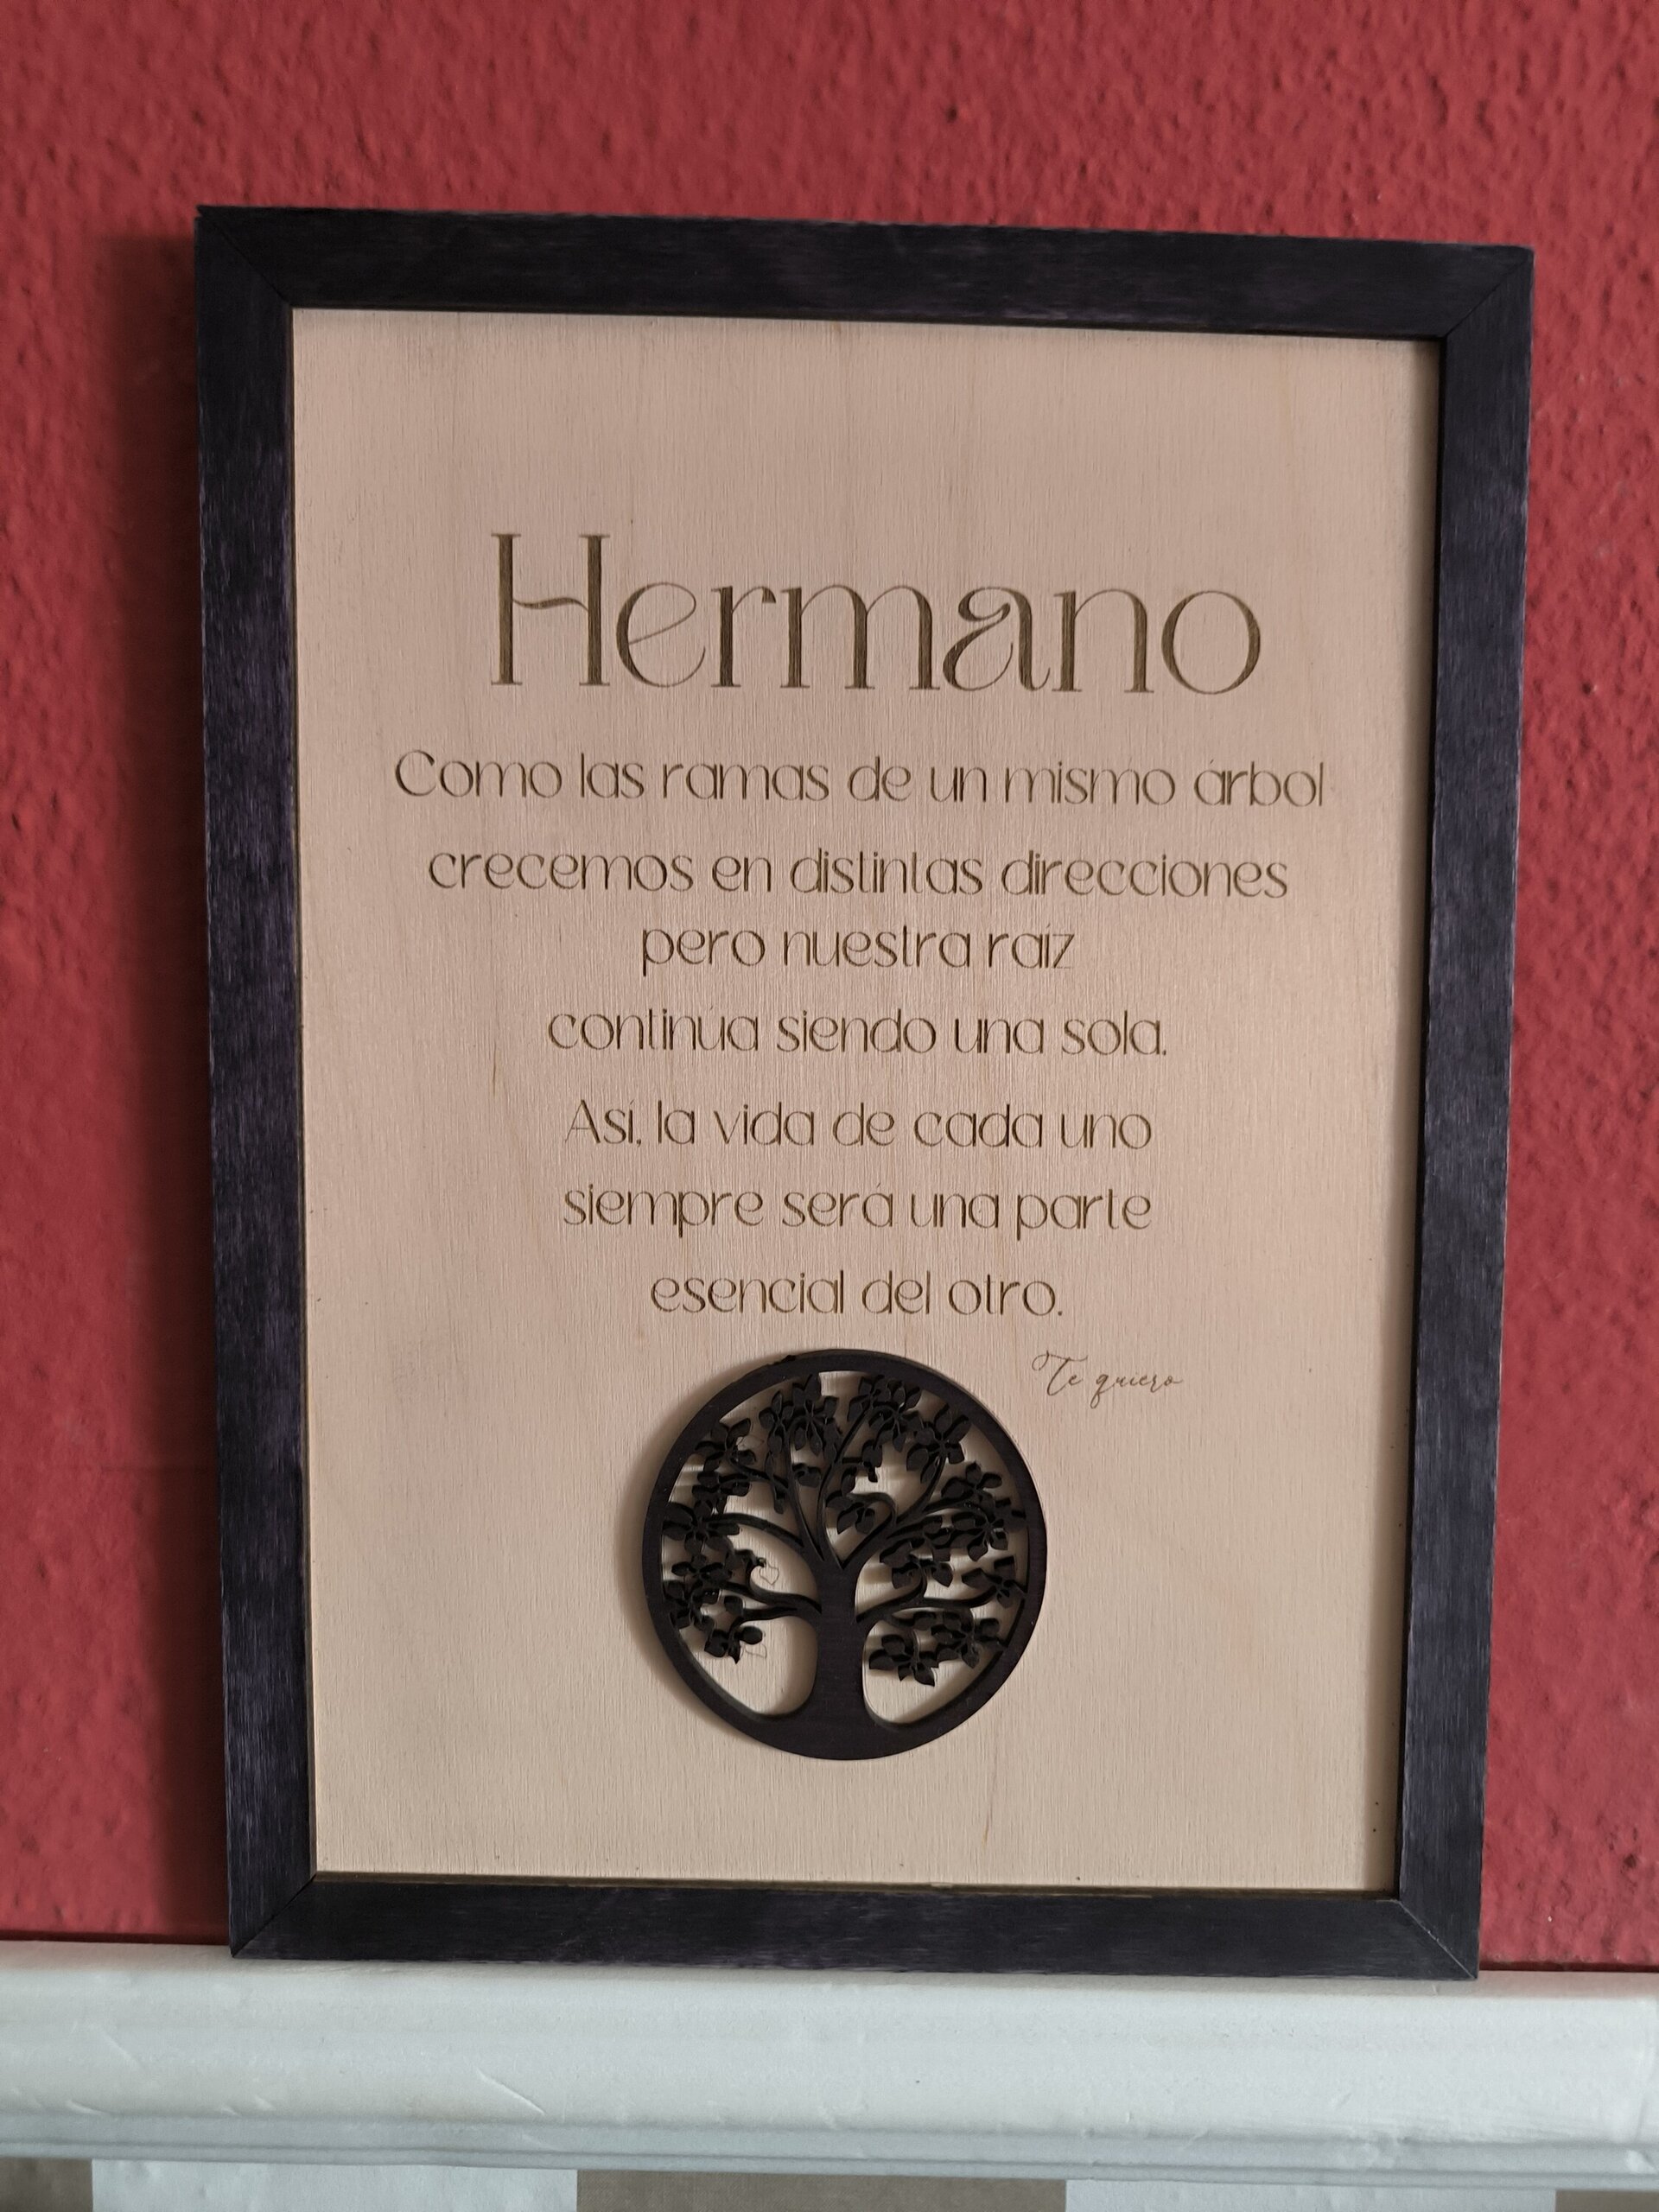 Hermano
Como las ramas de un mismo árbol
crecemos en distintas direcciones
pero nuestra raíz
continúa siendo una sola.
Así, la vida de cada uno
siempre será una parte
esencial del otro.
Te quiero